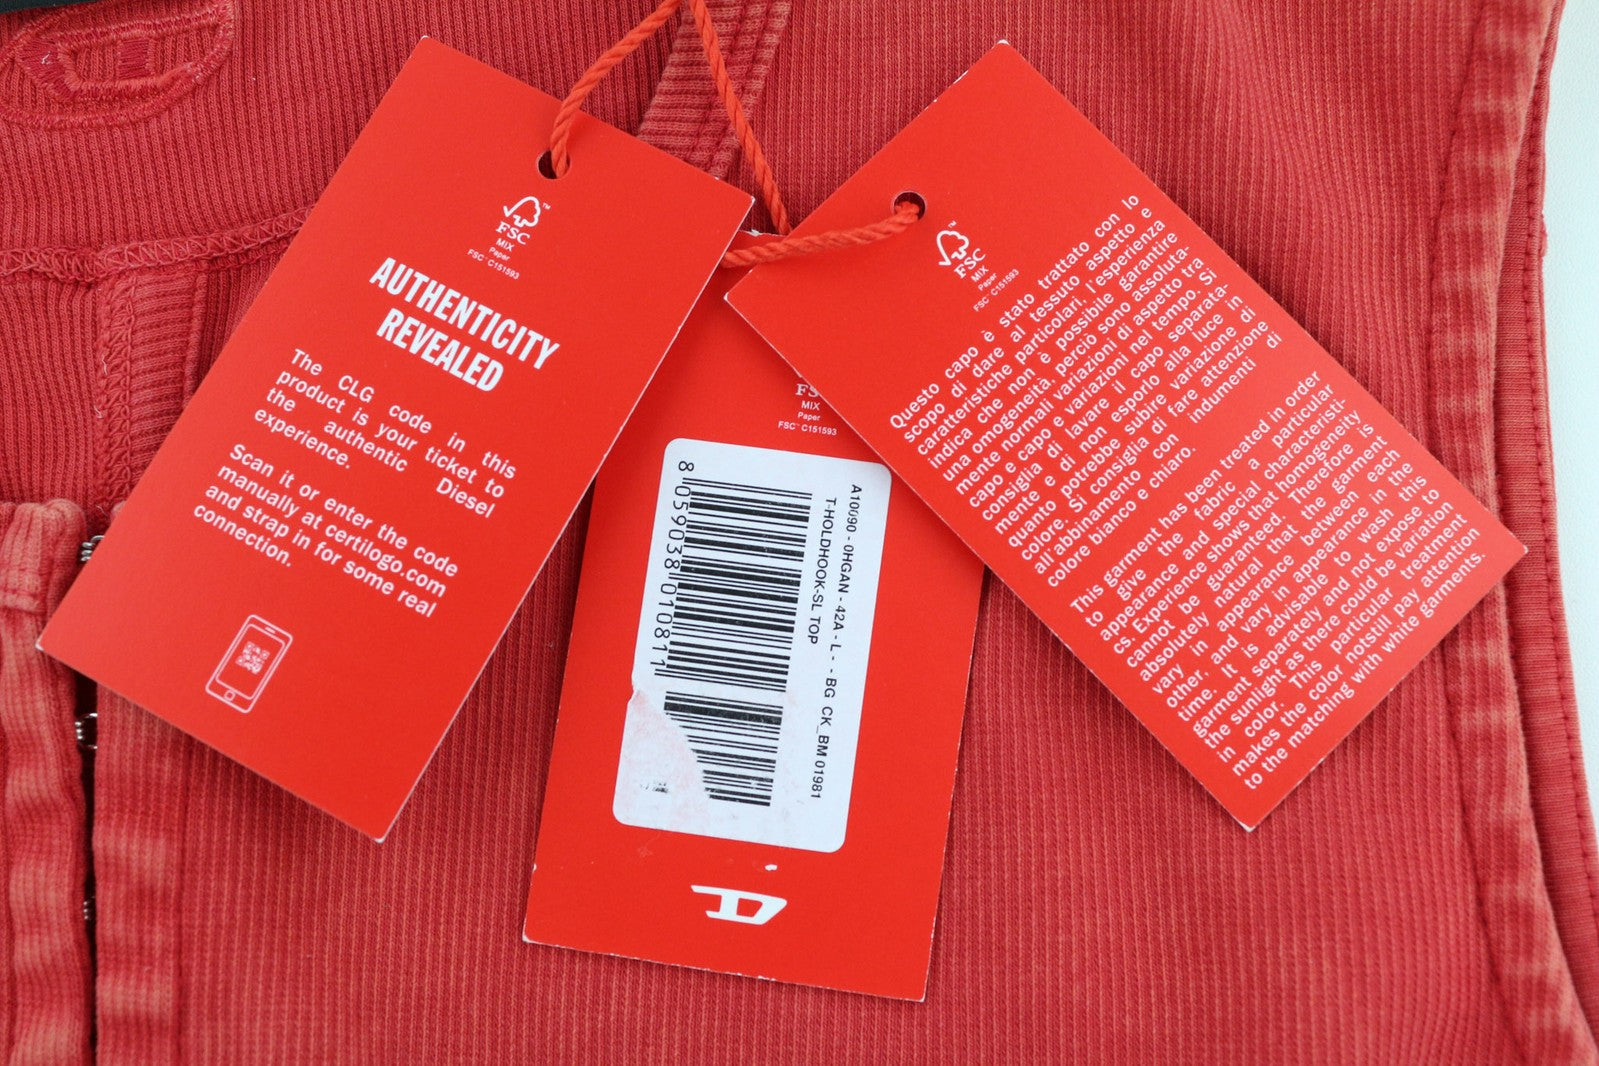 FSC™
MIX
Paper
FSC™ C151593
AUTHENTICITY
REVEALED
The CLG code in this
product is your ticket to
the authentic Diesel
experience.
Scan it or enter the code
manually at certilogo.com
and strap in for some real
connection.
MIX
Paper
FSC™ C151593
A10090 - 0HGAN - 42A - L - - BG CK_BM 01981
T-HOLDHOOK-SL TOP
8 059038 010811
D
FSC™
MIX
Paper
FSC™ C151593
Questo capo è stato trattato con lo
scopo di dare al tessuto aspetto e
caratteristiche particolari, l'esperienza
indica che non è possibile garantire
una omogeneità, perciò sono assoluta-
mente normali variazioni di aspetto tra
capo e capo e variazioni nel tempo. Si
consiglia di lavare il capo separata-
mente e di non esporlo alla luce in
quanto potrebbe subire variazione di
colore. Si consiglia di fare attenzione
all'abbinamento con indumenti di
colore bianco e chiaro.
This garment has been treated in order
to give the fabric a particular
appearance and special characteristi-
cs. Experience shows that homogeneity
cannot be guaranteed. Therefore is
absolutely natural that the garment
vary in appearance between each
other, and vary in appearance in the
time. It is advisable to wash this
garment separately and not expose to
the sunlight as there could be variation
in color. This particular treatment
makes the color notstill pay attention
to the matching with white garments.